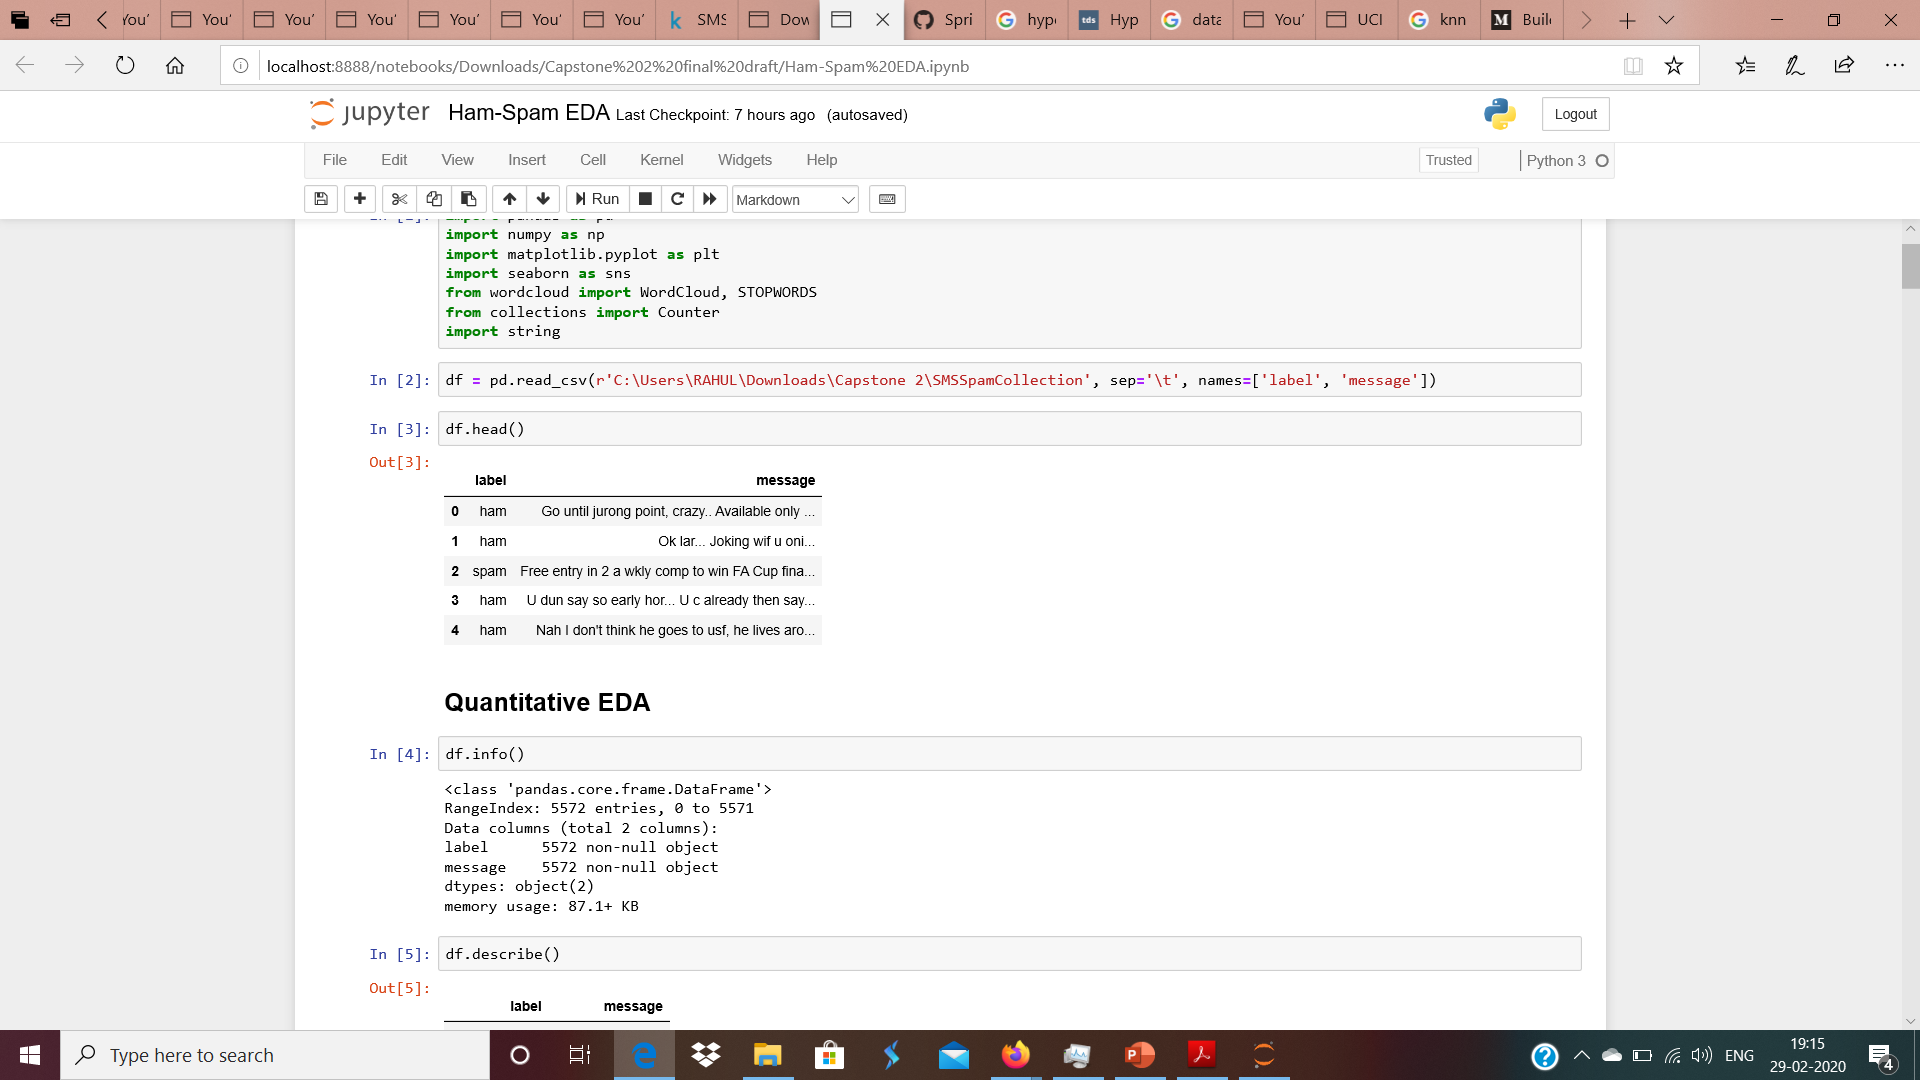 You'
You'
You'
You'
You'
You'
You'
SMS
Dow
Spri
hype
tds Hyp
data
You'
UCI
knn
Buil
localhost:8888/notebooks/Downloads/Capstone%202%20final%20draft/Ham-Spam%20EDA.ipynb
jupyter Ham-Spam EDA Last Checkpoint: 7 hours ago (autosaved)
Logout
File Edit View Insert Cell Kernel Widgets Help
Trusted
Python 3
Run
Markdown
import numpy as np
import matplotlib.pyplot as plt
import seaborn as sns
from wordcloud import WordCloud, STOPWORDS
from collections import Counter
import string
In [2]: df = pd.read_csv(r'C:\Users\RAHUL\Downloads\Capstone 2\SMSSpamCollection', sep='\t', names=['label', 'message'])
In [3]: df.head()
Out[3]:
label message
0 ham Go until jurong point, crazy.. Available only ...
1 ham Ok lar... Joking wif u oni...
2 spam Free entry in 2 a wkly comp to win FA Cup fina...
3 ham U dun say so early hor... U c already then say...
4 ham Nah I don't think he goes to usf, he lives aro...
Quantitative EDA
In [4]: df.info()
<class 'pandas.core.frame.DataFrame'>
RangeIndex: 5572 entries, 0 to 5571
Data columns (total 2 columns):
label 5572 non-null object
message 5572 non-null object
dtypes: object(2)
memory usage: 87.1+ KB
In [5]: df.describe()
Out[5]:
label message
Type here to search
ENG
19:15
29-02-2020
4